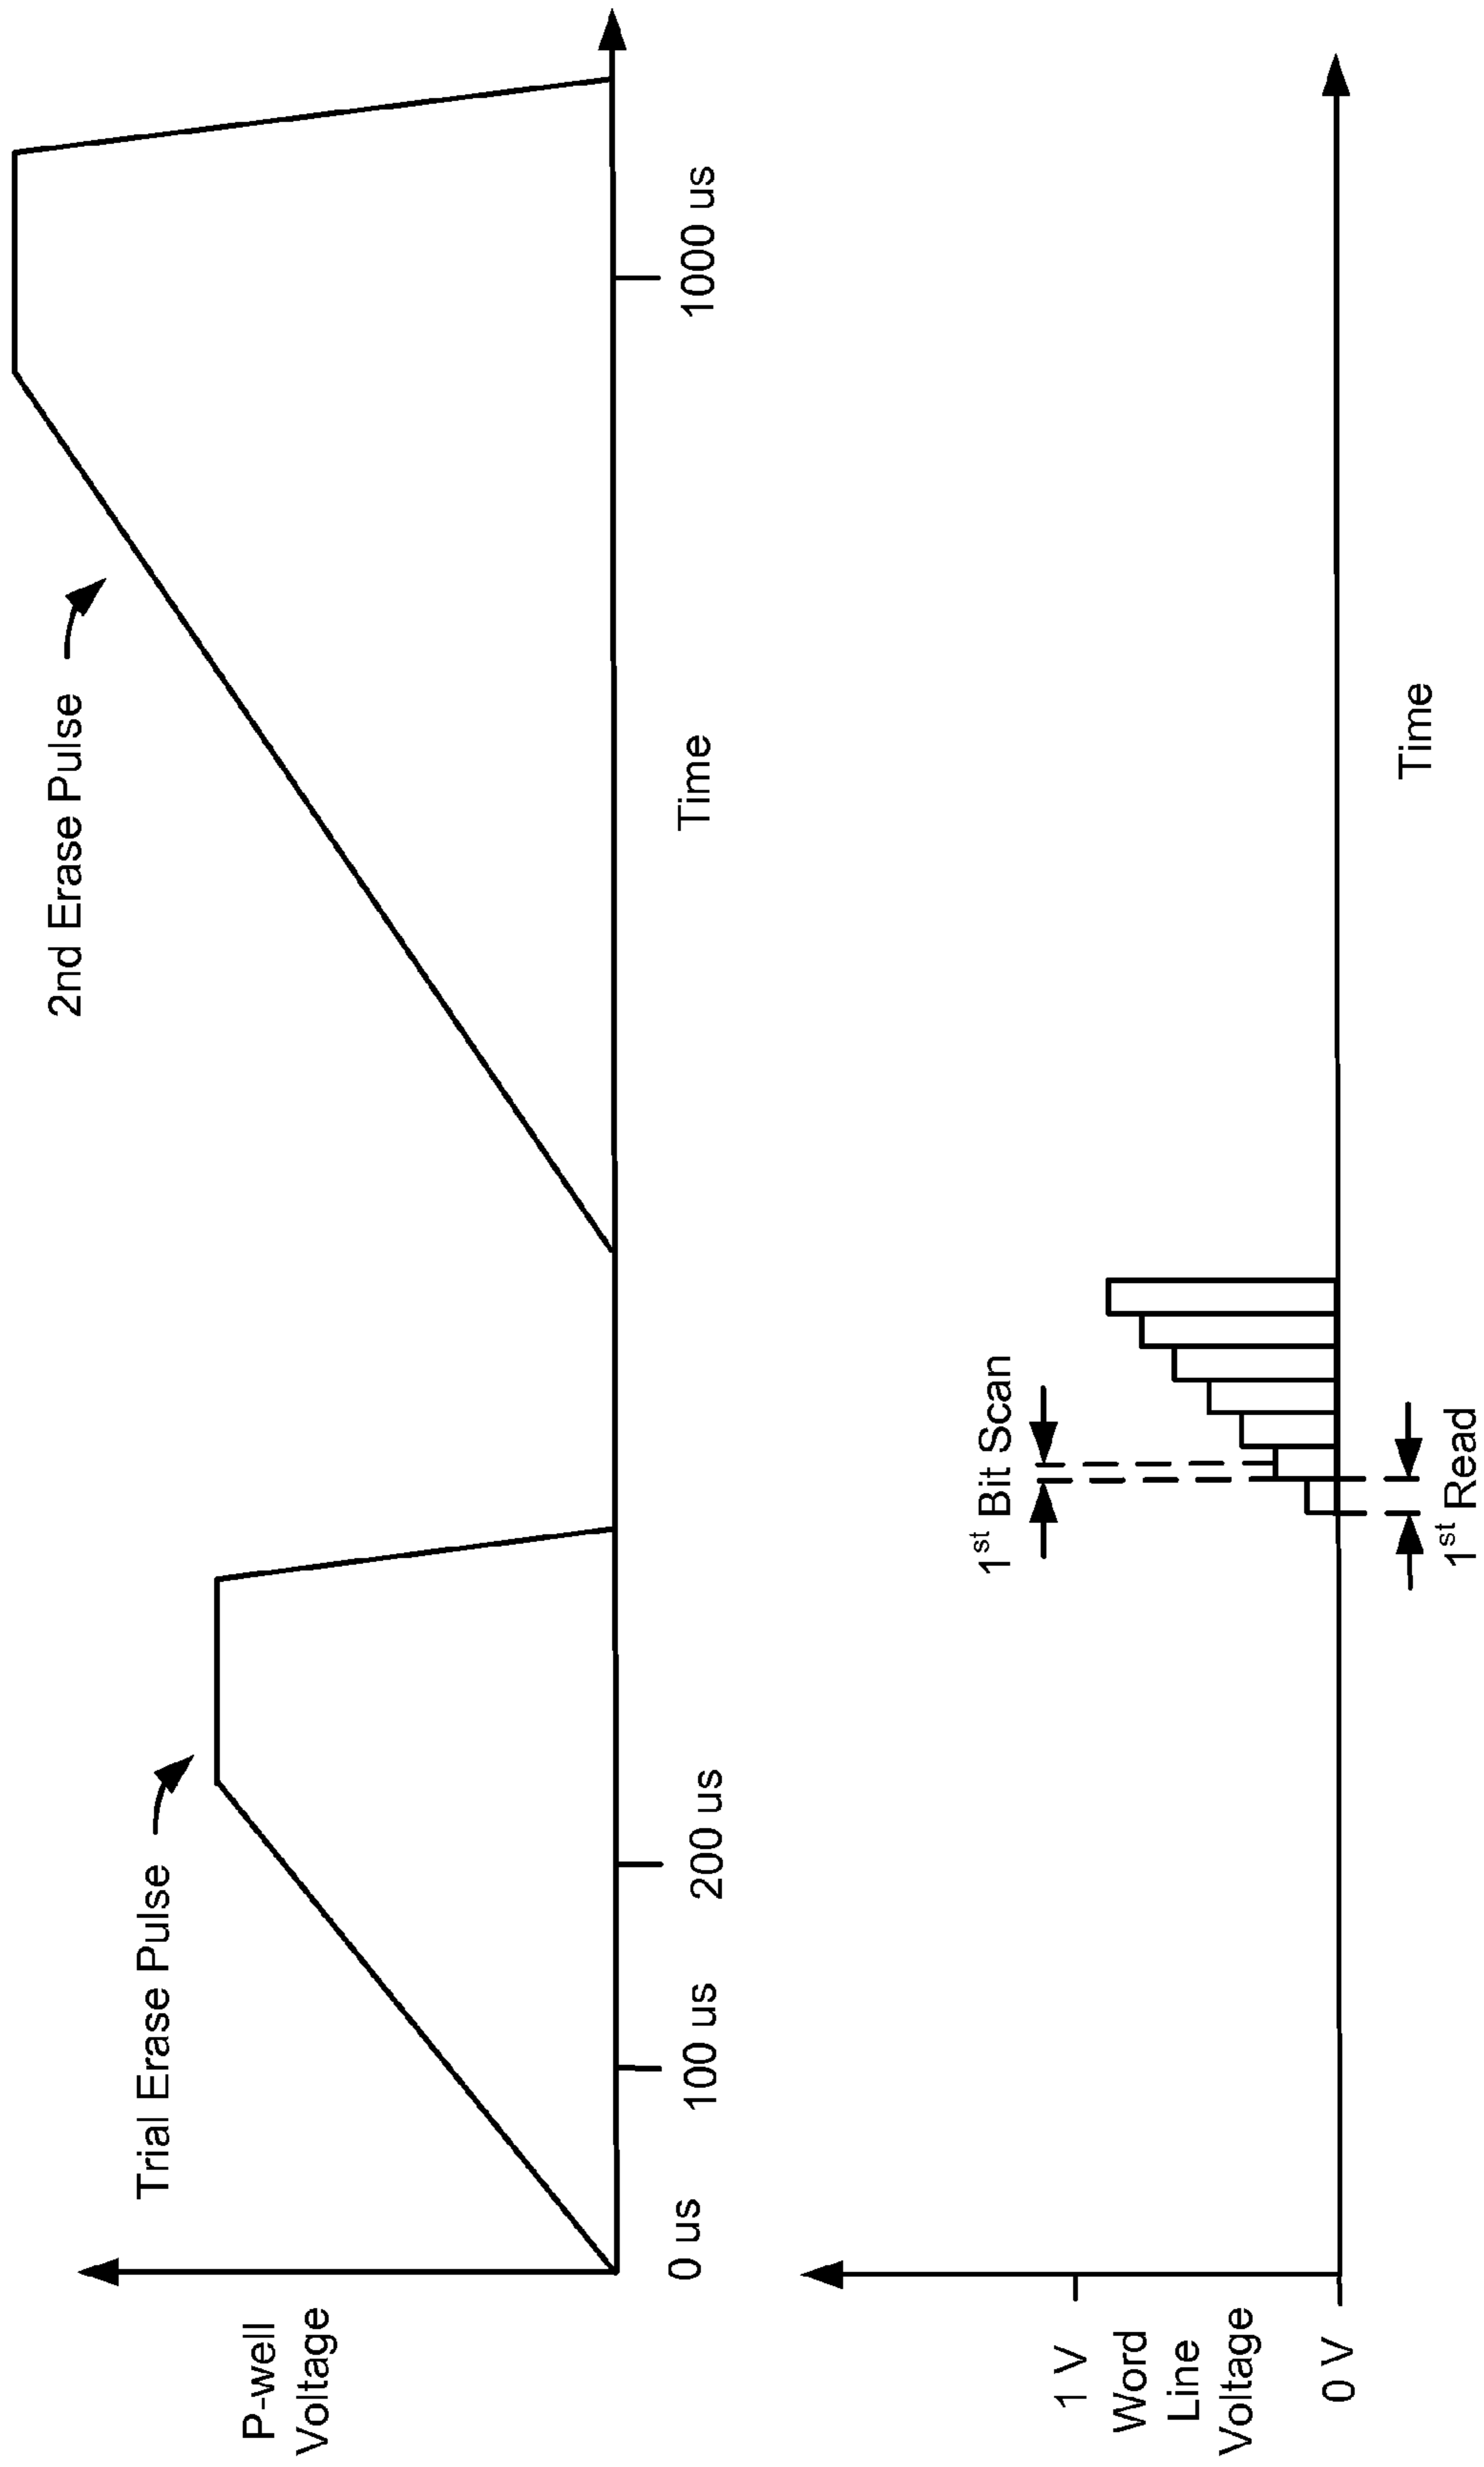 2nd Erase Pulse
Trial Erase Pulse
P-well
Voltage
0 us
100 us
200 us
1000 us
Time
1st Bit Scan
1 V
Word
Line
Voltage
0 V
1st Read
Time